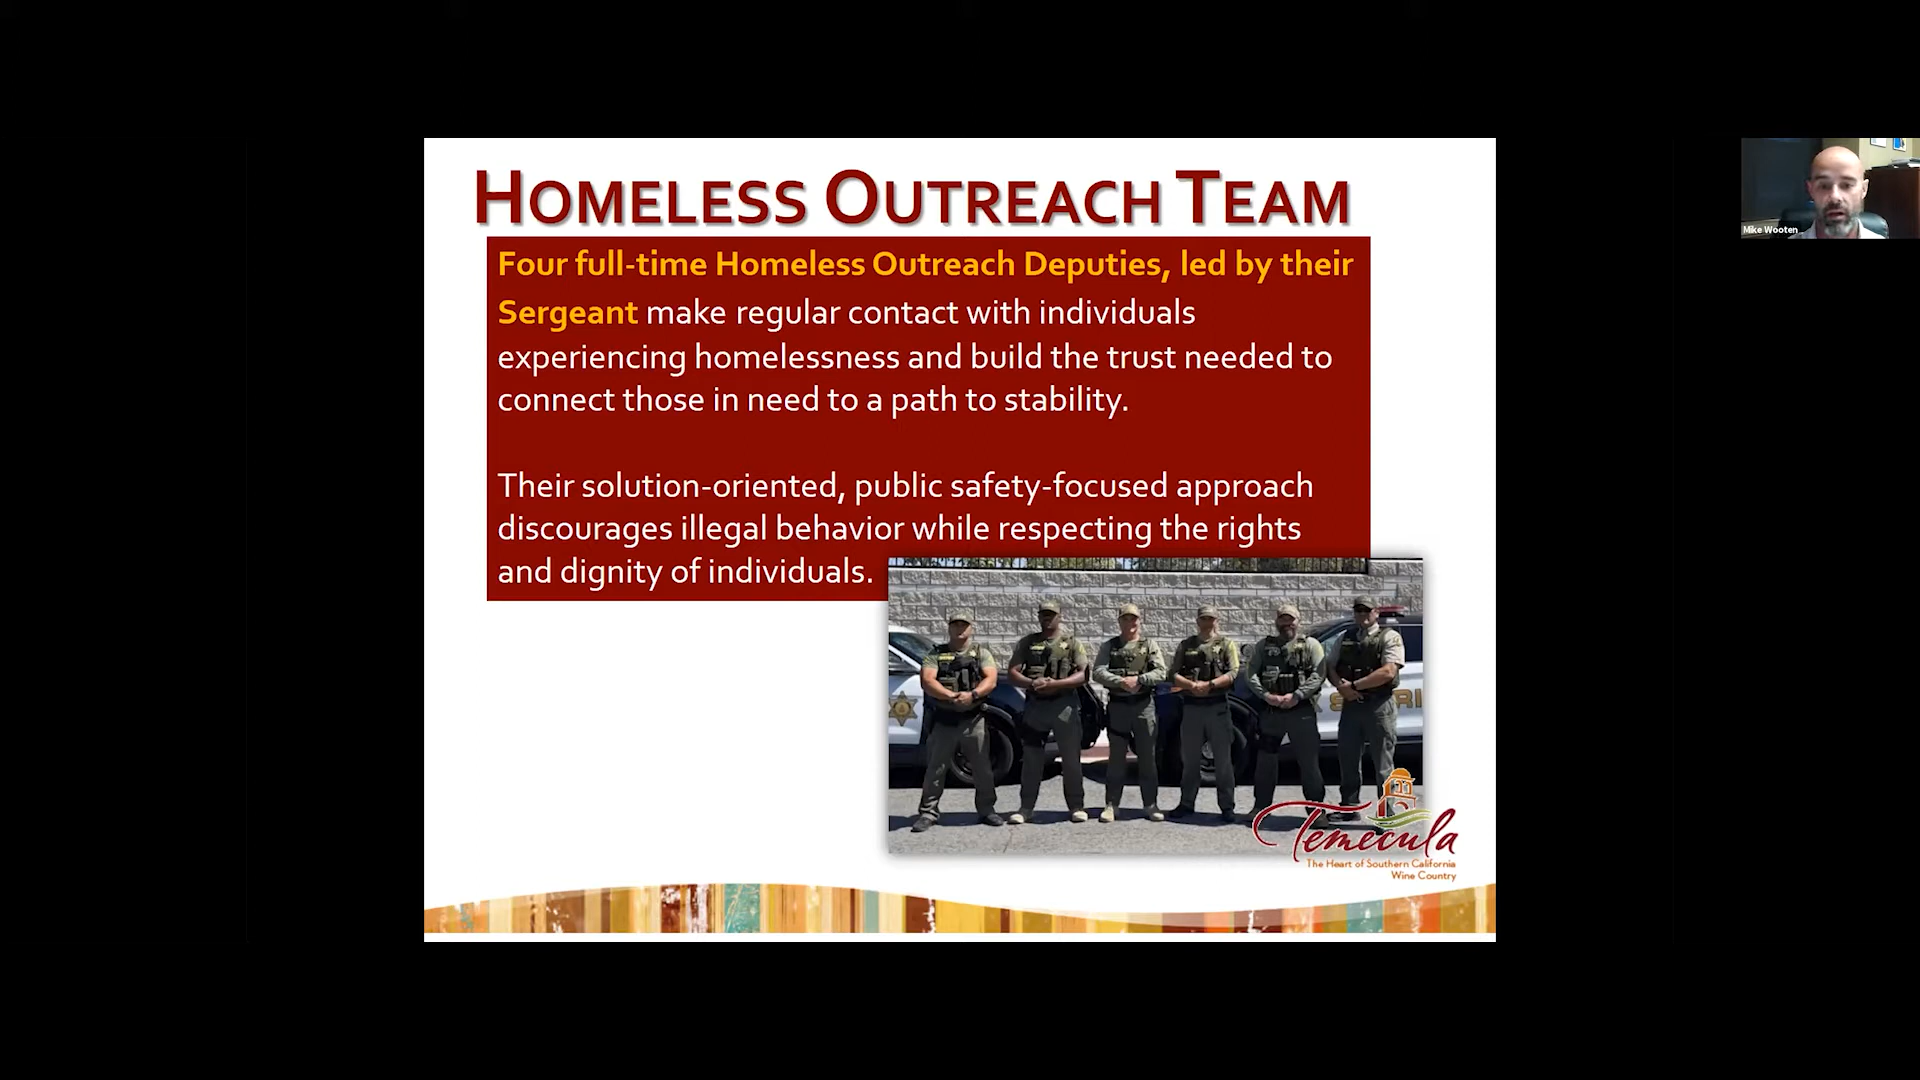 HOMELESS OUTREACH TEAM
Four full-time Homeless Outreach Deputies, led by their
Sergeant make regular contact with individuals
experiencing homelessness and build the trust needed to
connect those in need to a path to stability.
Their solution-oriented, public safety-focused approach
discourages illegal behavior while respecting the rights
and dignity of individuals.
Mike Wooten
Temecula
The Heart of Southern California
Wine Country